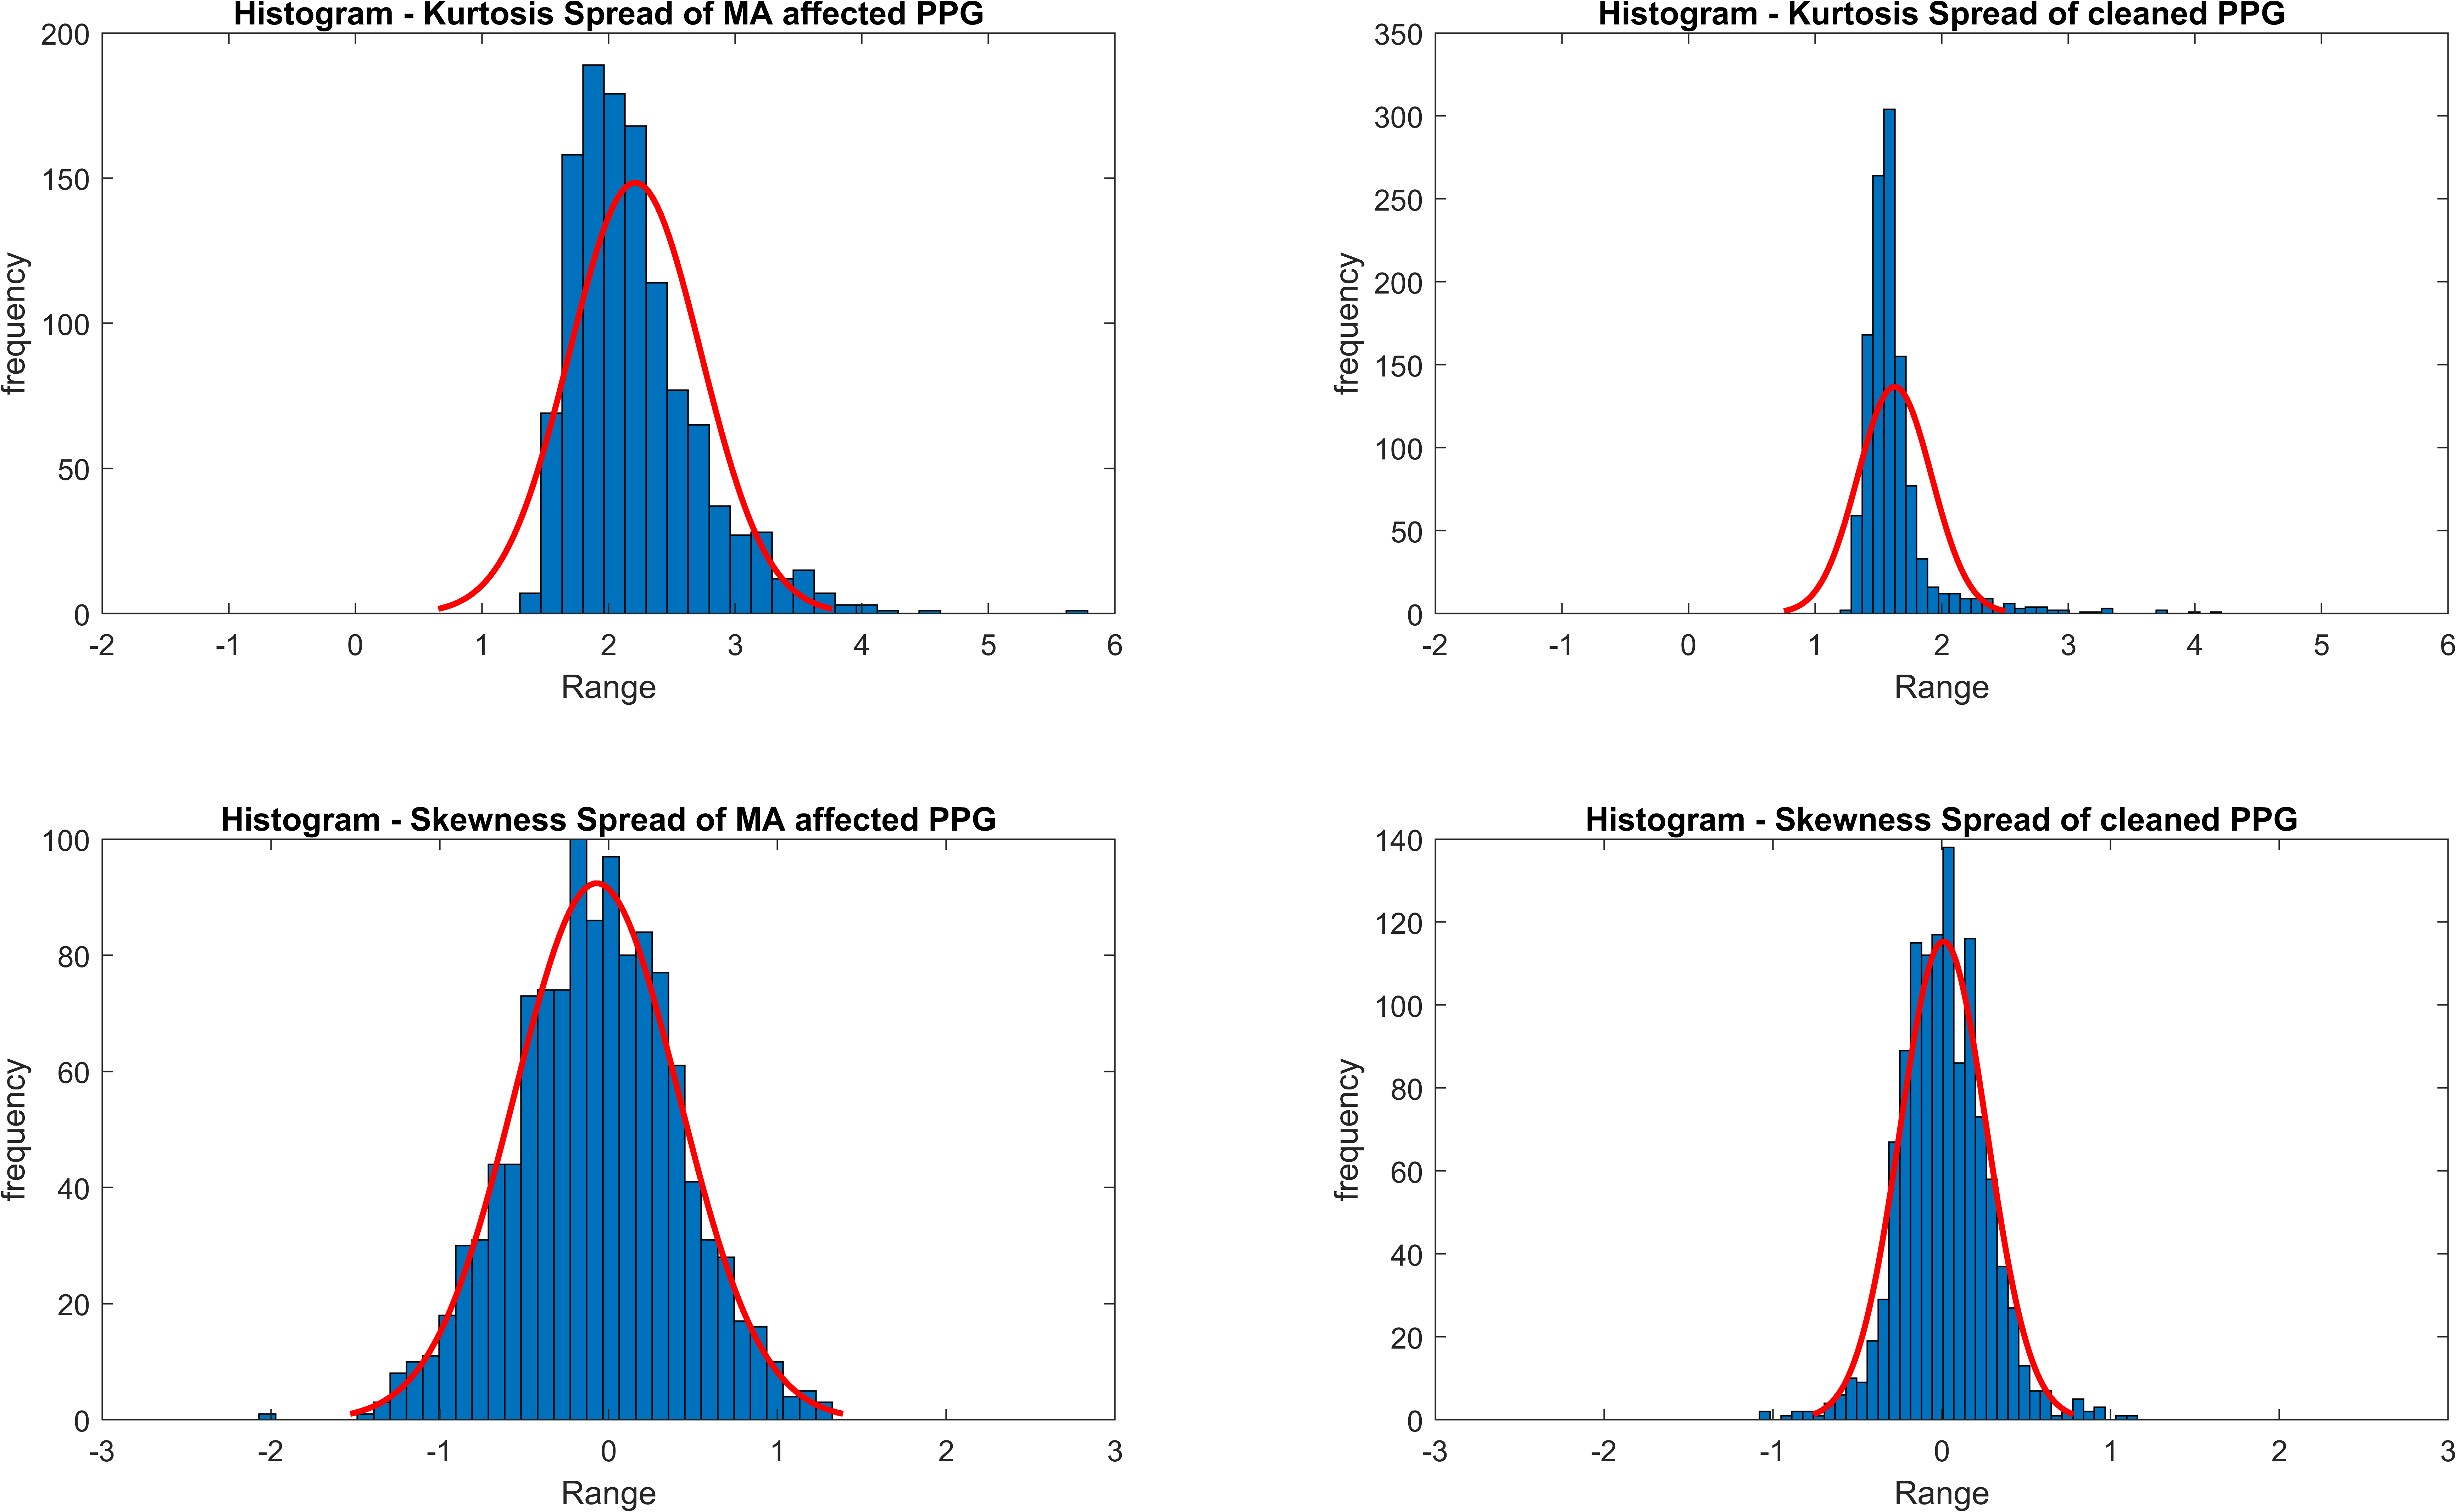 Histogram - Kurtosis Spread of MA affected PPG
200
150
100
50
0
-2 -1 0 1 2 3 4 5 6
frequency
Range
Histogram - Kurtosis Spread of cleaned PPG
350
300
250
200
150
100
50
0
-2 -1 0 1 2 3 4 5 6
frequency
Range
Histogram - Skewness Spread of MA affected PPG
100
80
60
40
20
0
-3 -2 -1 0 1 2 3
frequency
Range
Histogram - Skewness Spread of cleaned PPG
140
120
100
80
60
40
20
0
-3 -2 -1 0 1 2 3
frequency
Range